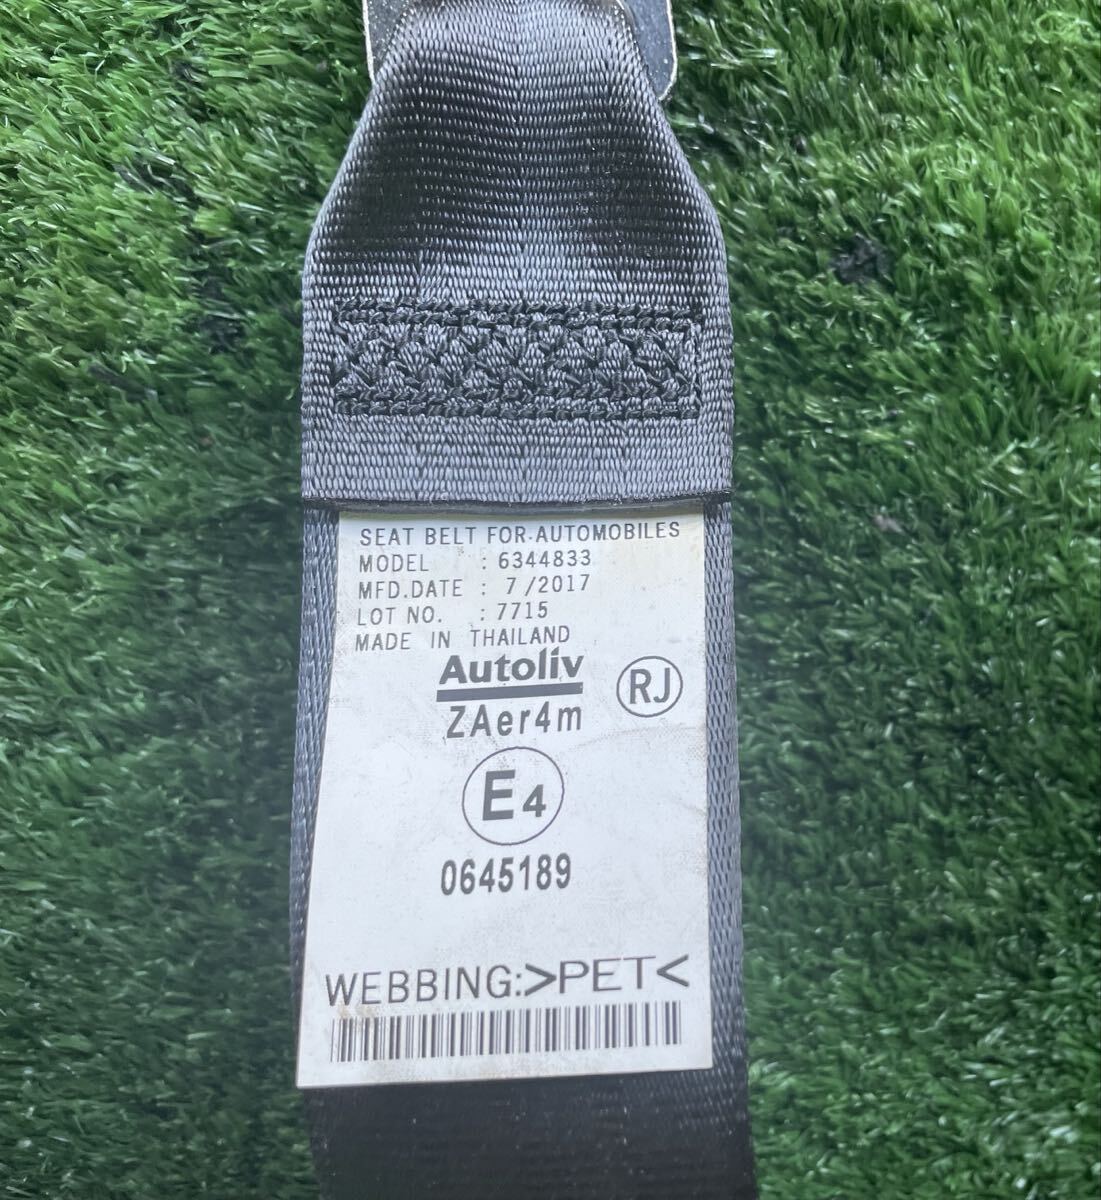 SEAT BELT FOR AUTOMOBILES
MODEL : 6344833
MFD.DATE : 7/2017
LOT NO. : 7715
MADE IN THAILAND
Autoliv
RJ
ZAer4m
E4
0645189
WEBBING:>PET<